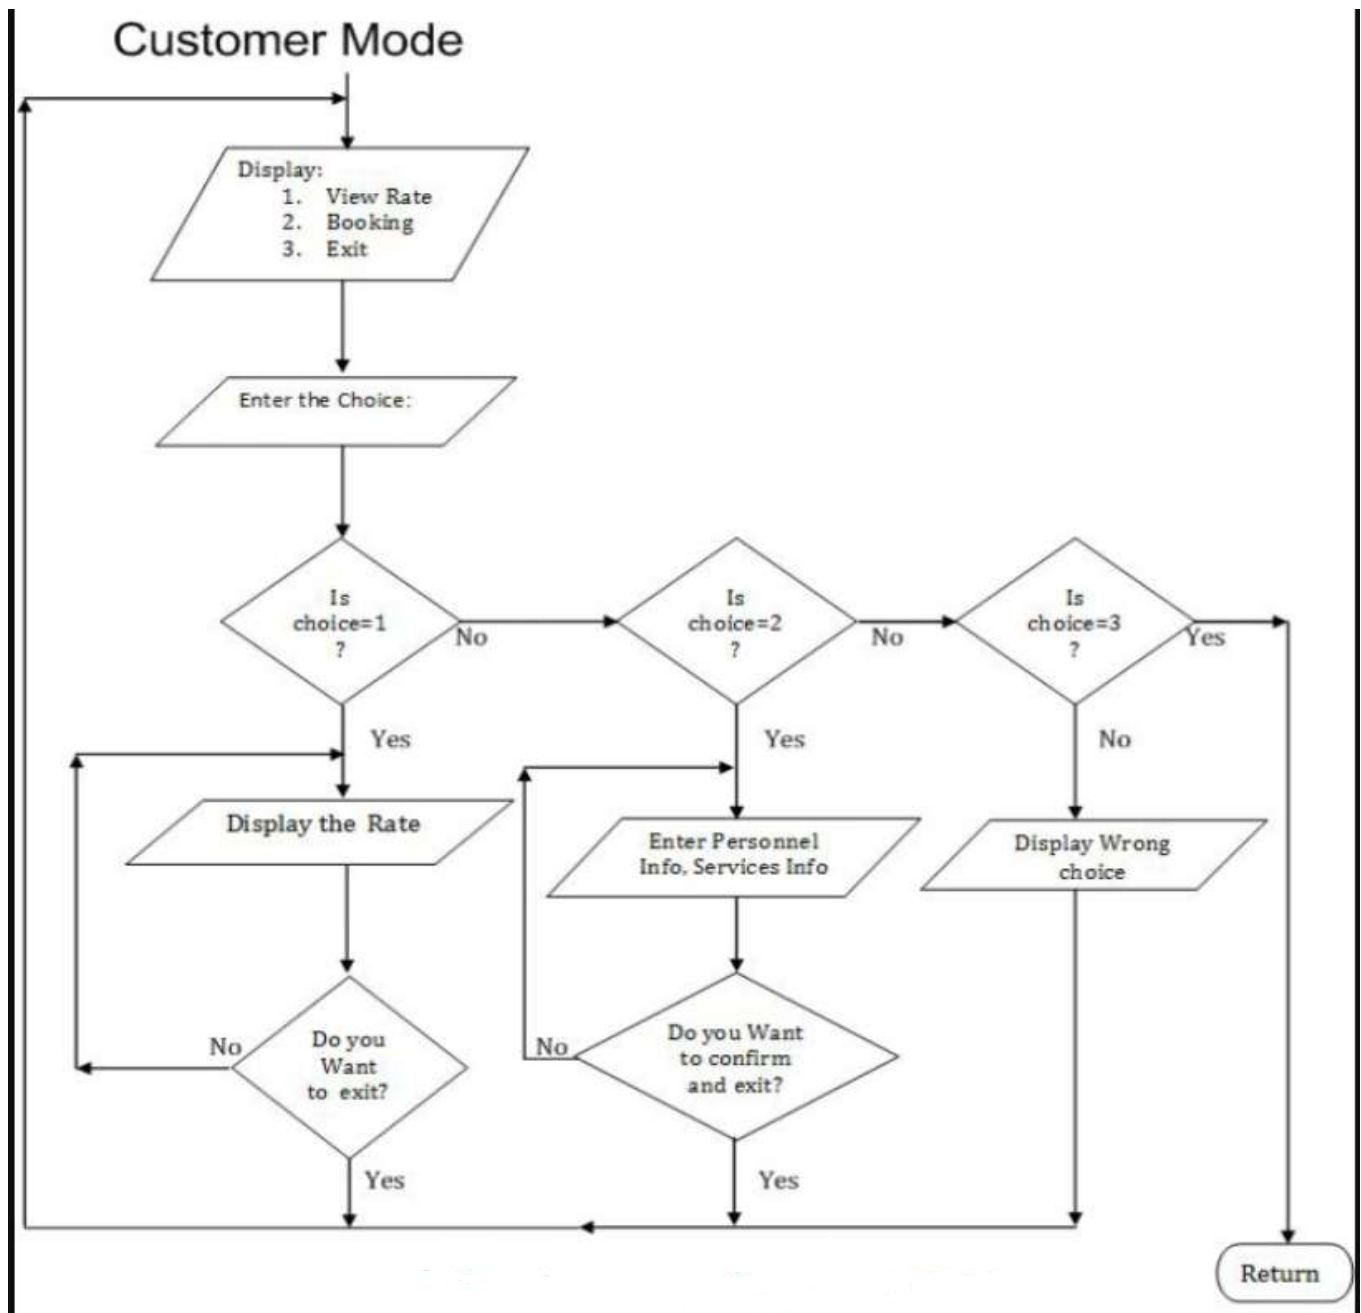 Customer Mode
Display:
1. View Rate
2. Booking
3. Exit
Enter the Choice:
Is
choice=1
?
No
Is
choice=2
?
No
Is
choice=3
?
Yes
Yes
Yes
No
Display the Rate
Enter Personnel
Info, Services Info
Display Wrong
choice
No
Do you
Want
to exit?
No
Do you Want
to confirm
and exit?
Yes
Yes
Return